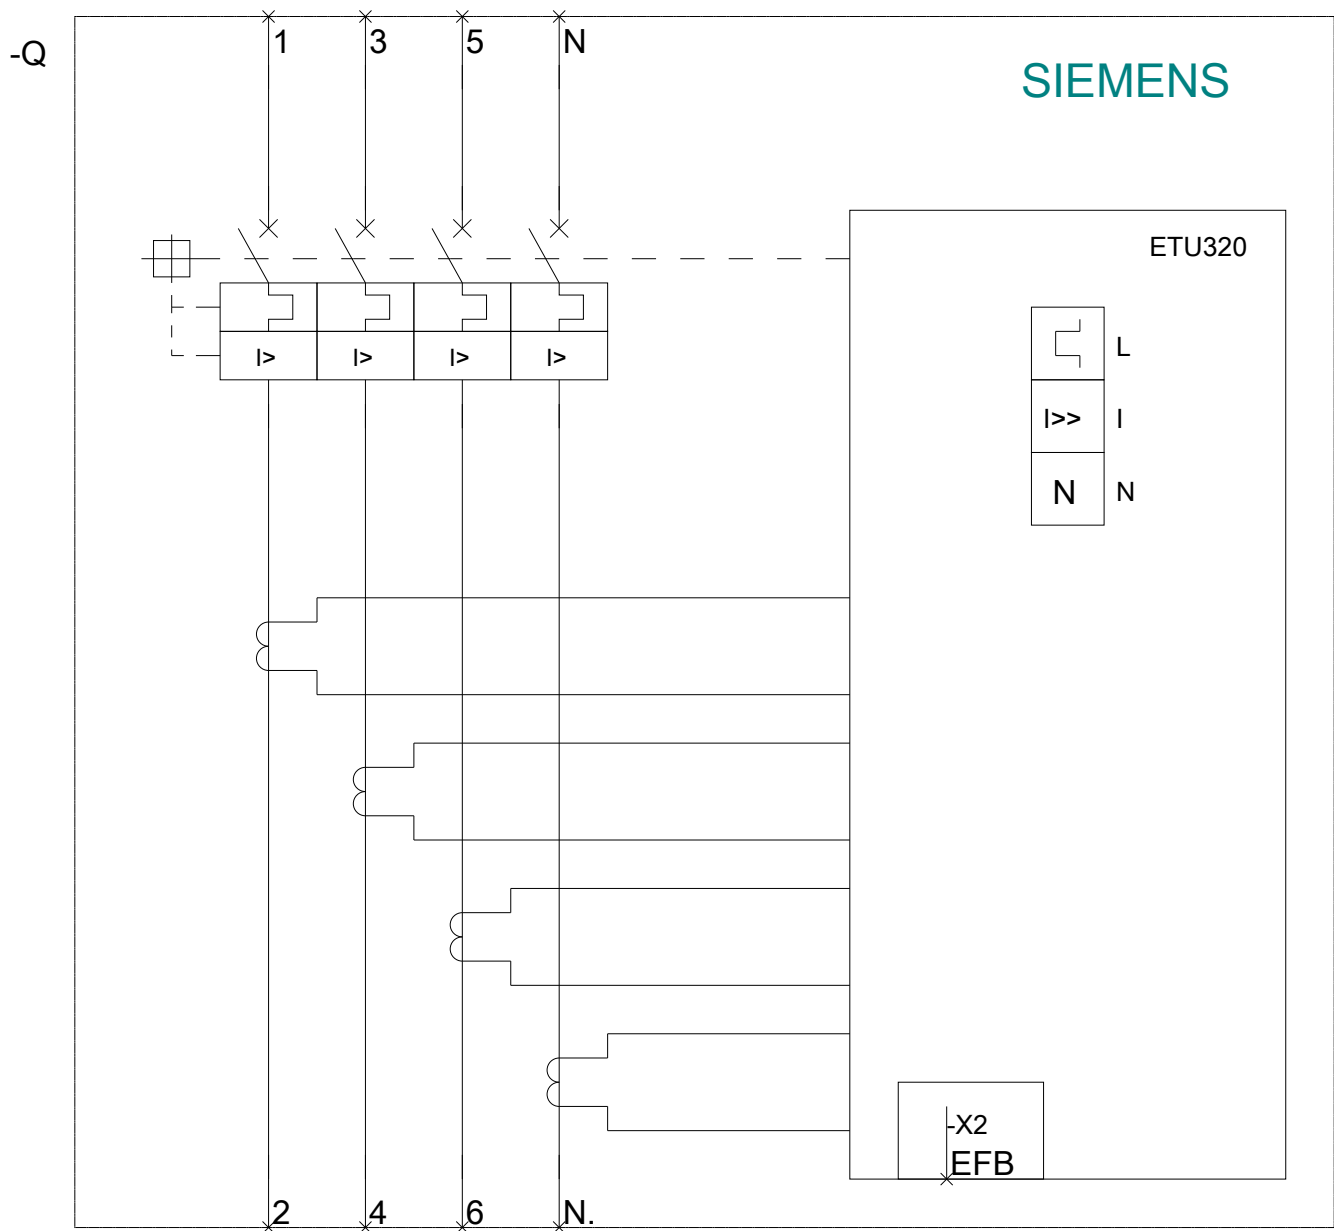 1 3 5 N
-Q
SIEMENS
ETU320
L
I> I> I> I>
I>> I
N N
-X2
EFB
2 4 6 N.